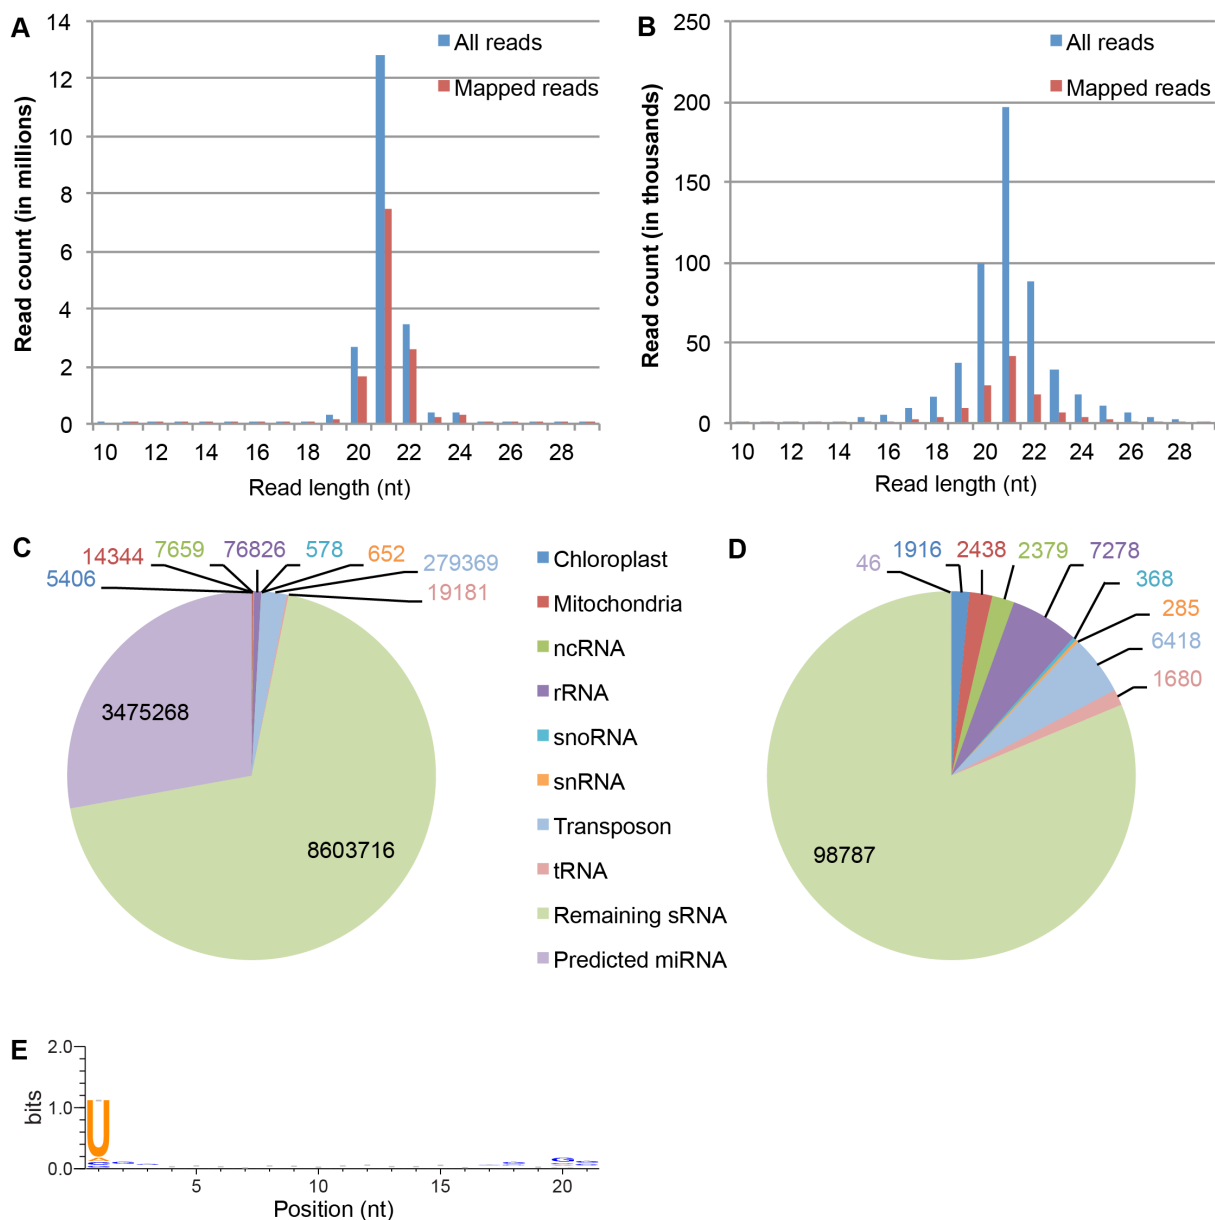 A
14
12
10
8
6
4
2
0
Read count (in millions)
All reads
Mapped reads
10 12 14 16 18 20 22 24 26 28
Read length (nt)
B
250
200
150
100
50
0
Read count (in thousands)
All reads
Mapped reads
10 12 14 16 18 20 22 24 26 28
Read length (nt)
C
5406
14344
7659
76826
578
652
279369
19181
3475268
8603716
Chloroplast
Mitochondria
ncRNA
rRNA
snoRNA
snRNA
Transposon
tRNA
Remaining sRNA
Predicted miRNA
D
46
1916
2438
2379
7278
368
285
6418
1680
98787
E
2.0
1.0
0.0
bits
U
5 10 15 20
Position (nt)